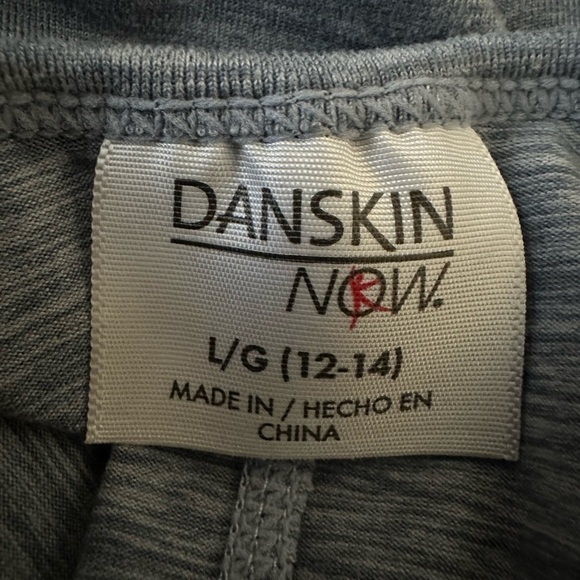 DANSKIN
NOW.
K
L/G (12-14)
MADE IN / HECHO EN
CHINA